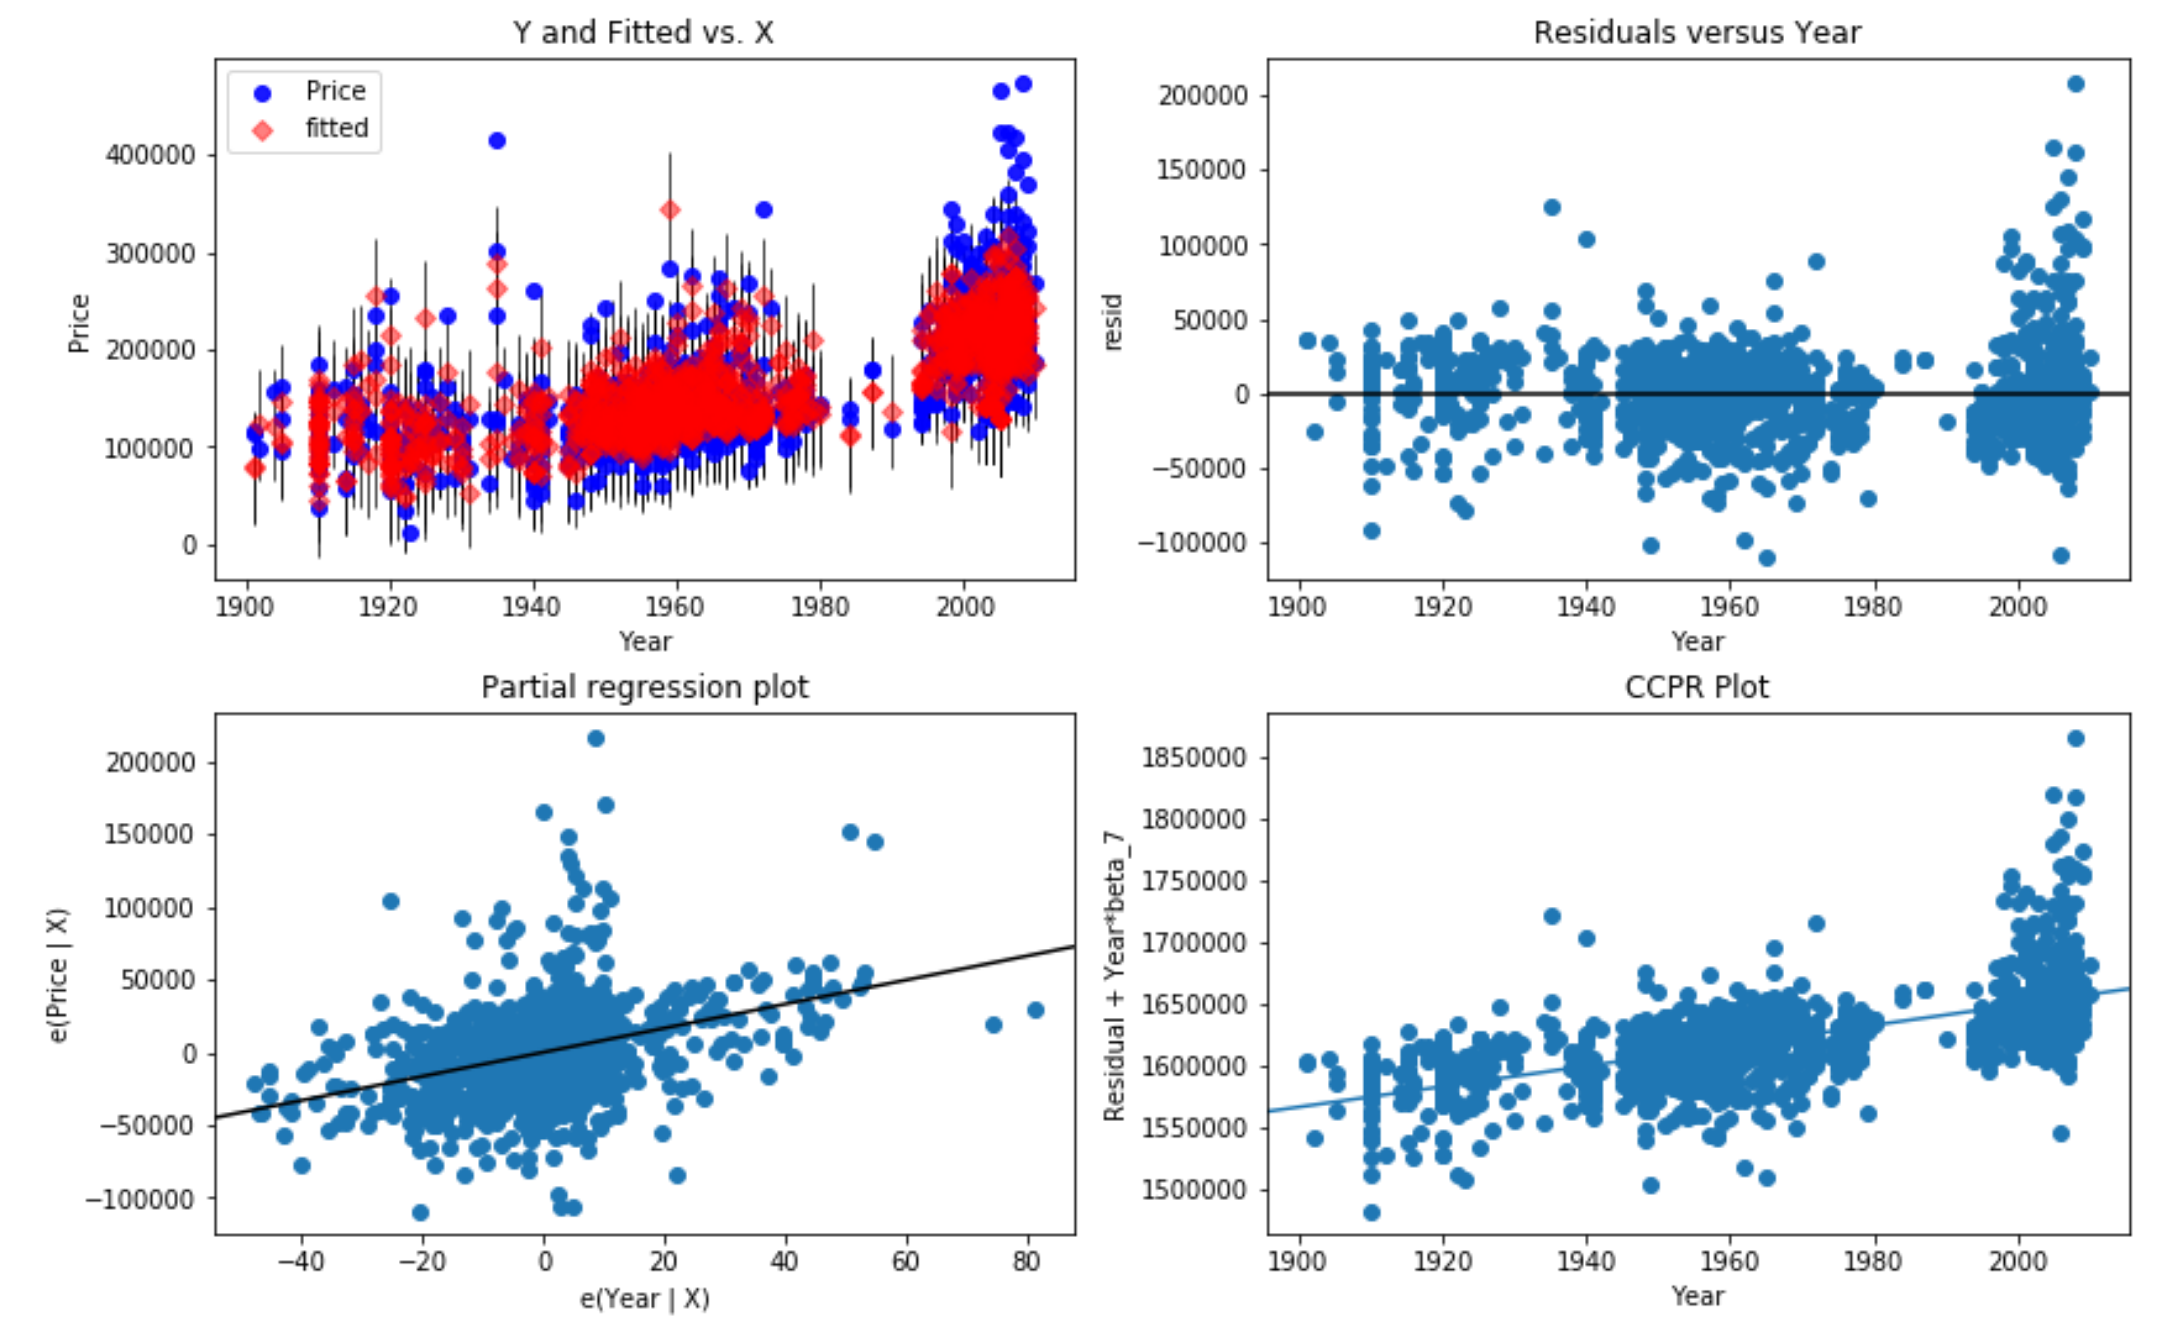 Y and Fitted vs. X
Price
fitted
Price
400000
300000
200000
100000
0
1900 1920 1940 1960 1980 2000
Year
Residuals versus Year
resid
200000
150000
100000
50000
0
−50000
−100000
1900 1920 1940 1960 1980 2000
Year
Partial regression plot
e(Price | X)
200000
150000
100000
50000
0
−50000
−100000
−40 −20 0 20 40 60 80
e(Year | X)
CCPR Plot
Residual + Year*beta_7
1850000
1800000
1750000
1700000
1650000
1600000
1550000
1500000
1900 1920 1940 1960 1980 2000
Year